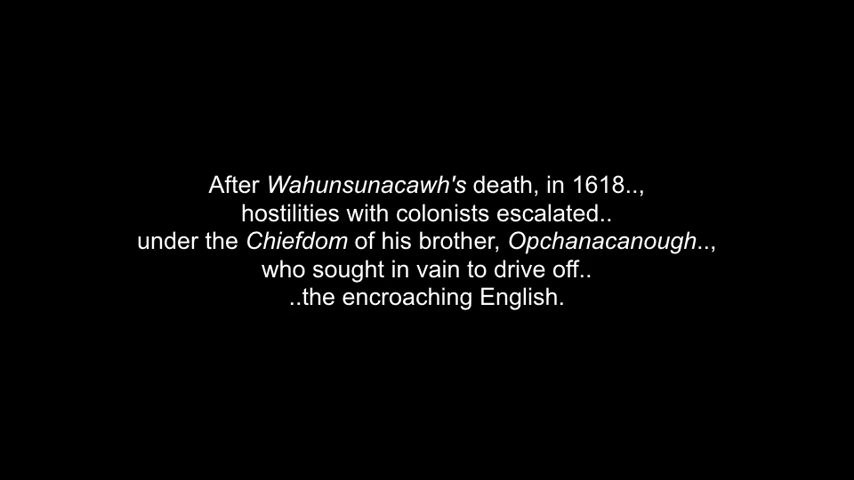 After Wahunsunacawh's death, in 1618..,
hostilities with colonists escalated..
under the Chiefdom of his brother, Opchanacanough..,
who sought in vain to drive off..
..the encroaching English.